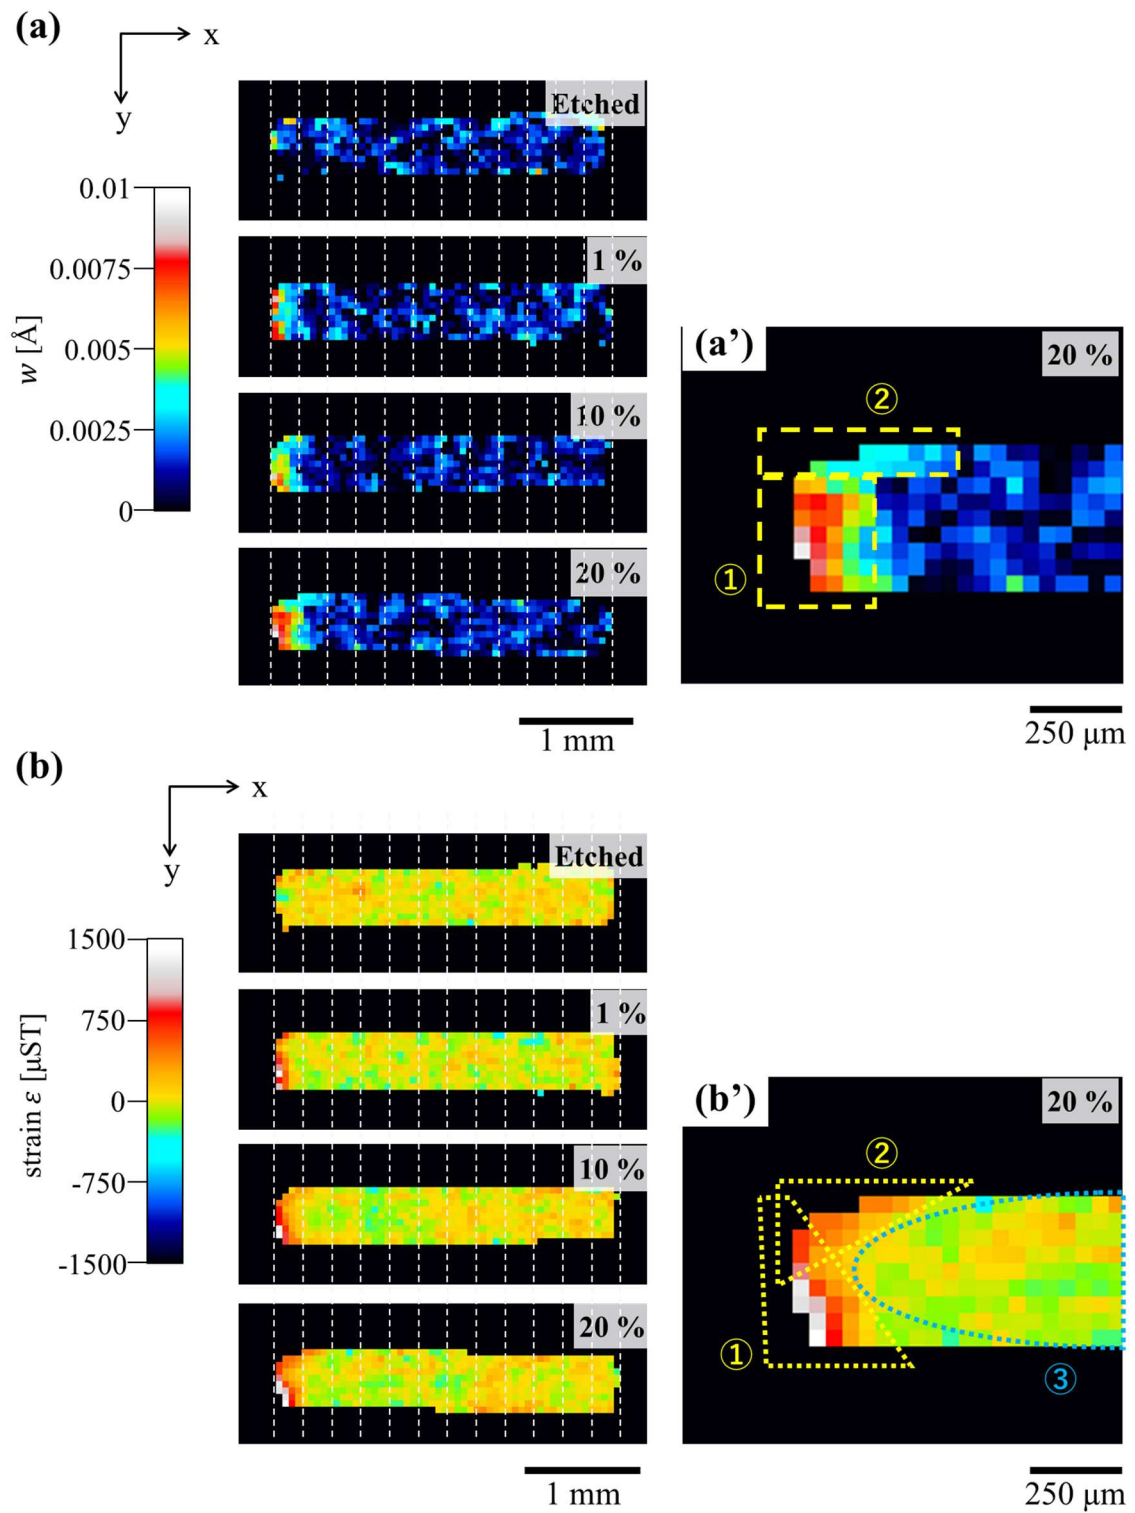 (a)
x
y
Etched
0.01
0.0075
0.005
0.0025
0
w [Å]
1 %
10 %
20 %
1 mm
(a’)
20 %
②
①
250 μm
(b)
x
y
Etched
1500
750
0
-750
-1500
strain ε [μST]
1 %
10 %
20 %
1 mm
(b’)
20 %
②
①
③
250 μm